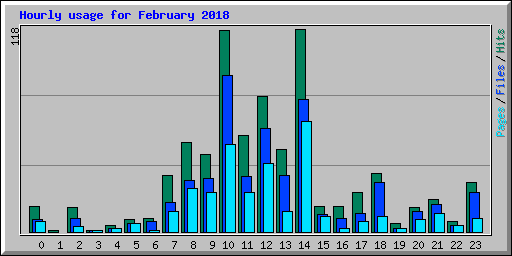 Hourly usage for February 2018
118
Pages/Files/Hits
0 1 2 3 4 5 6 7 8 9 10 11 12 13 14 15 16 17 18 19 20 21 22 23